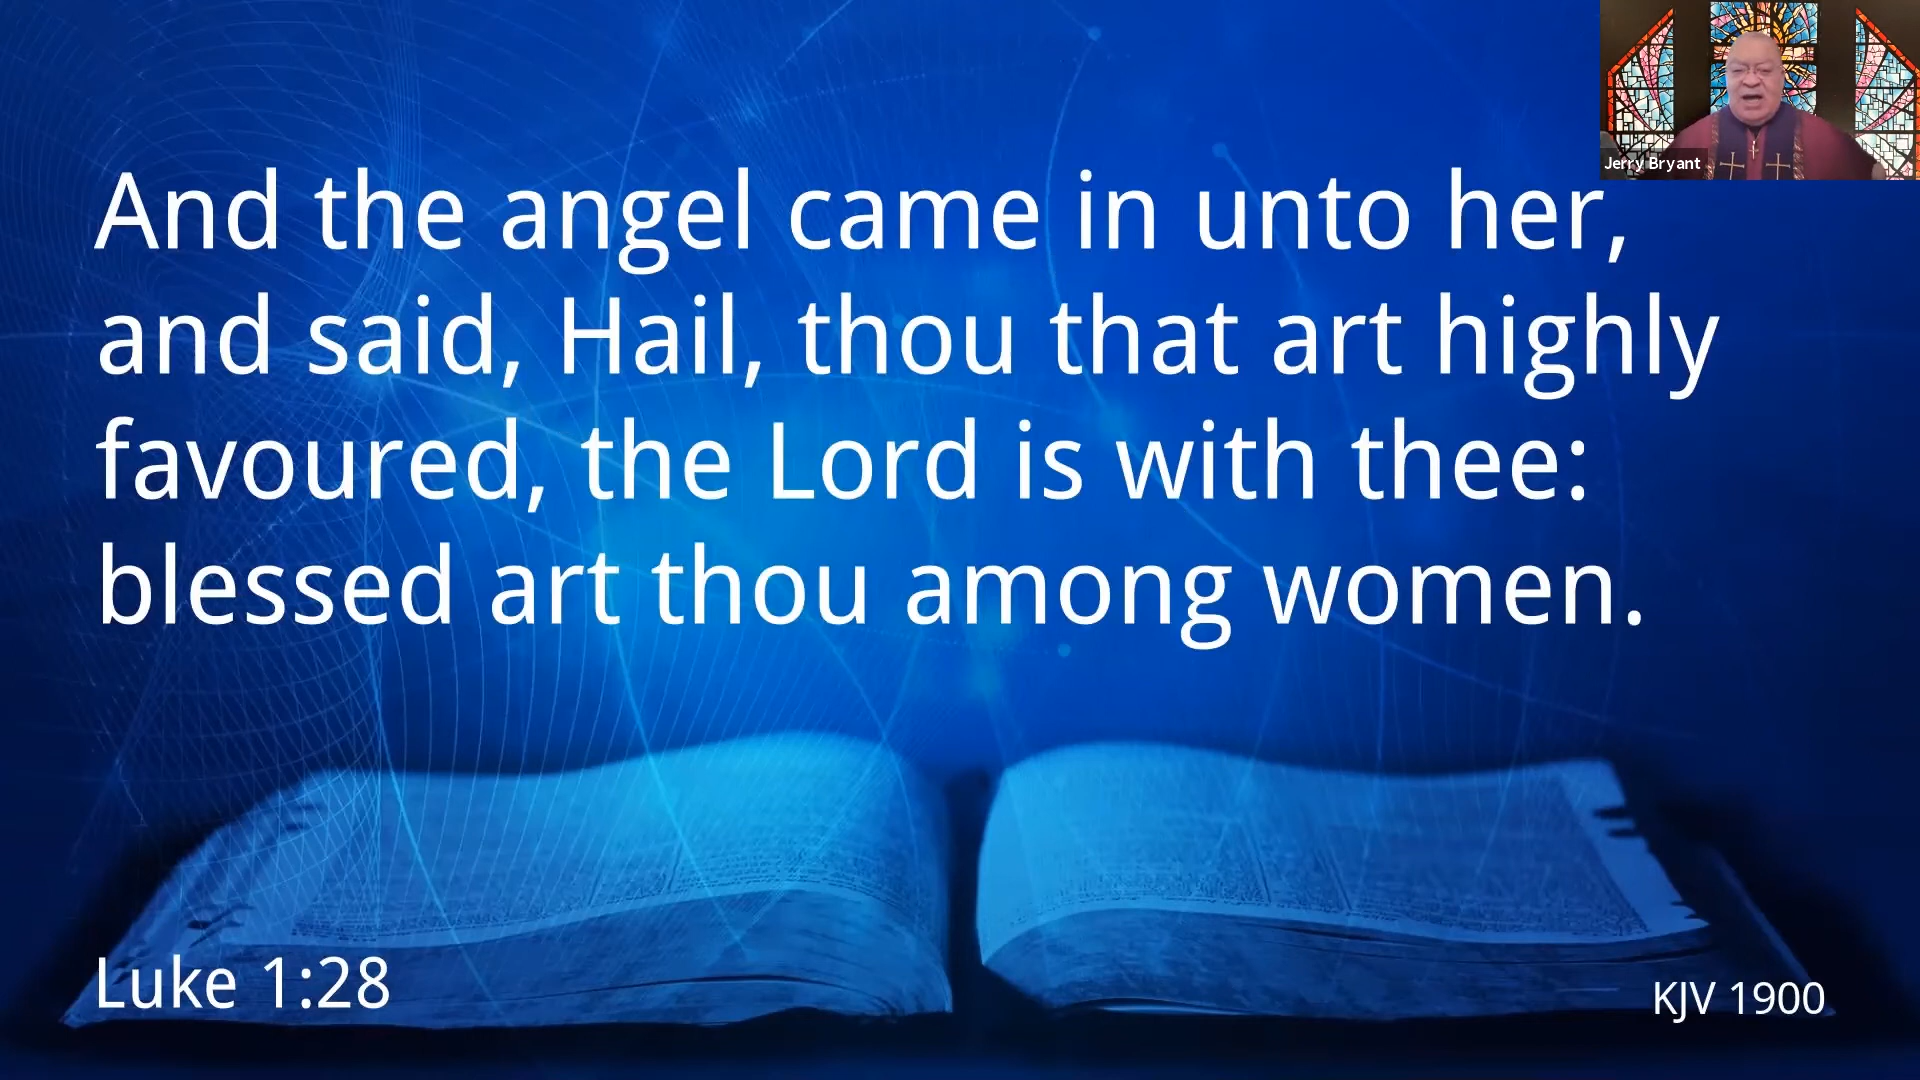 Jerry Bryant
And the angel came in unto her,
and said, Hail, thou that art highly
favoured, the Lord is with thee:
blessed art thou among women.
Luke 1:28
KJV 1900